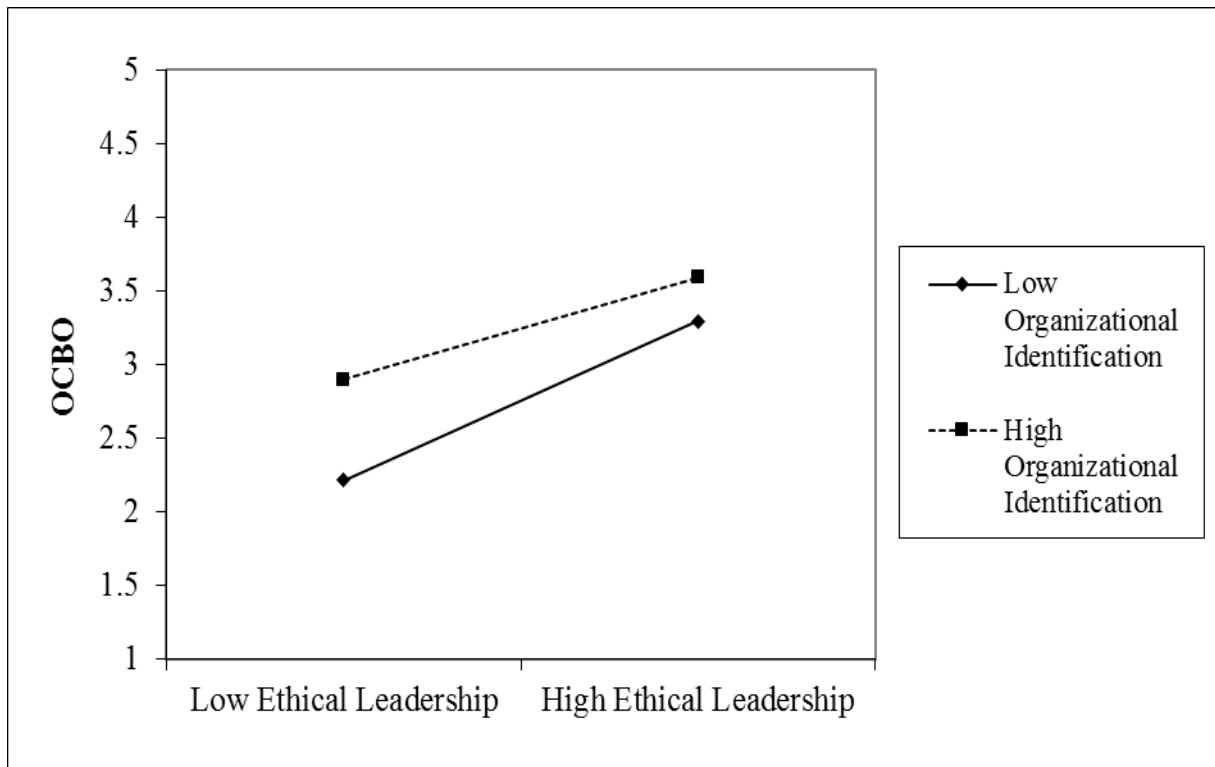 5
4.5
4
3.5
3
2.5
2
1.5
1
OCBO
Low Ethical Leadership
High Ethical Leadership
Low
Organizational
Identification
High
Organizational
Identification